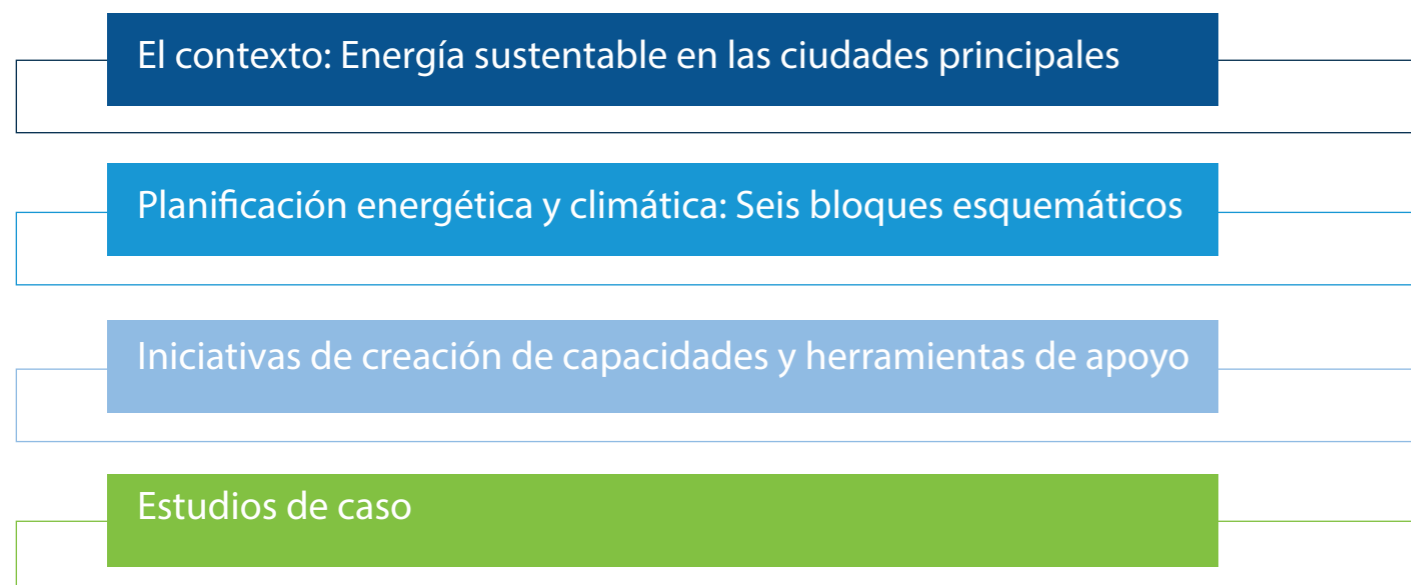 El contexto: Energía sustentable en las ciudades principales
Planificación energética y climática: Seis bloques esquemáticos
Iniciativas de creación de capacidades y herramientas de apoyo
Estudios de caso